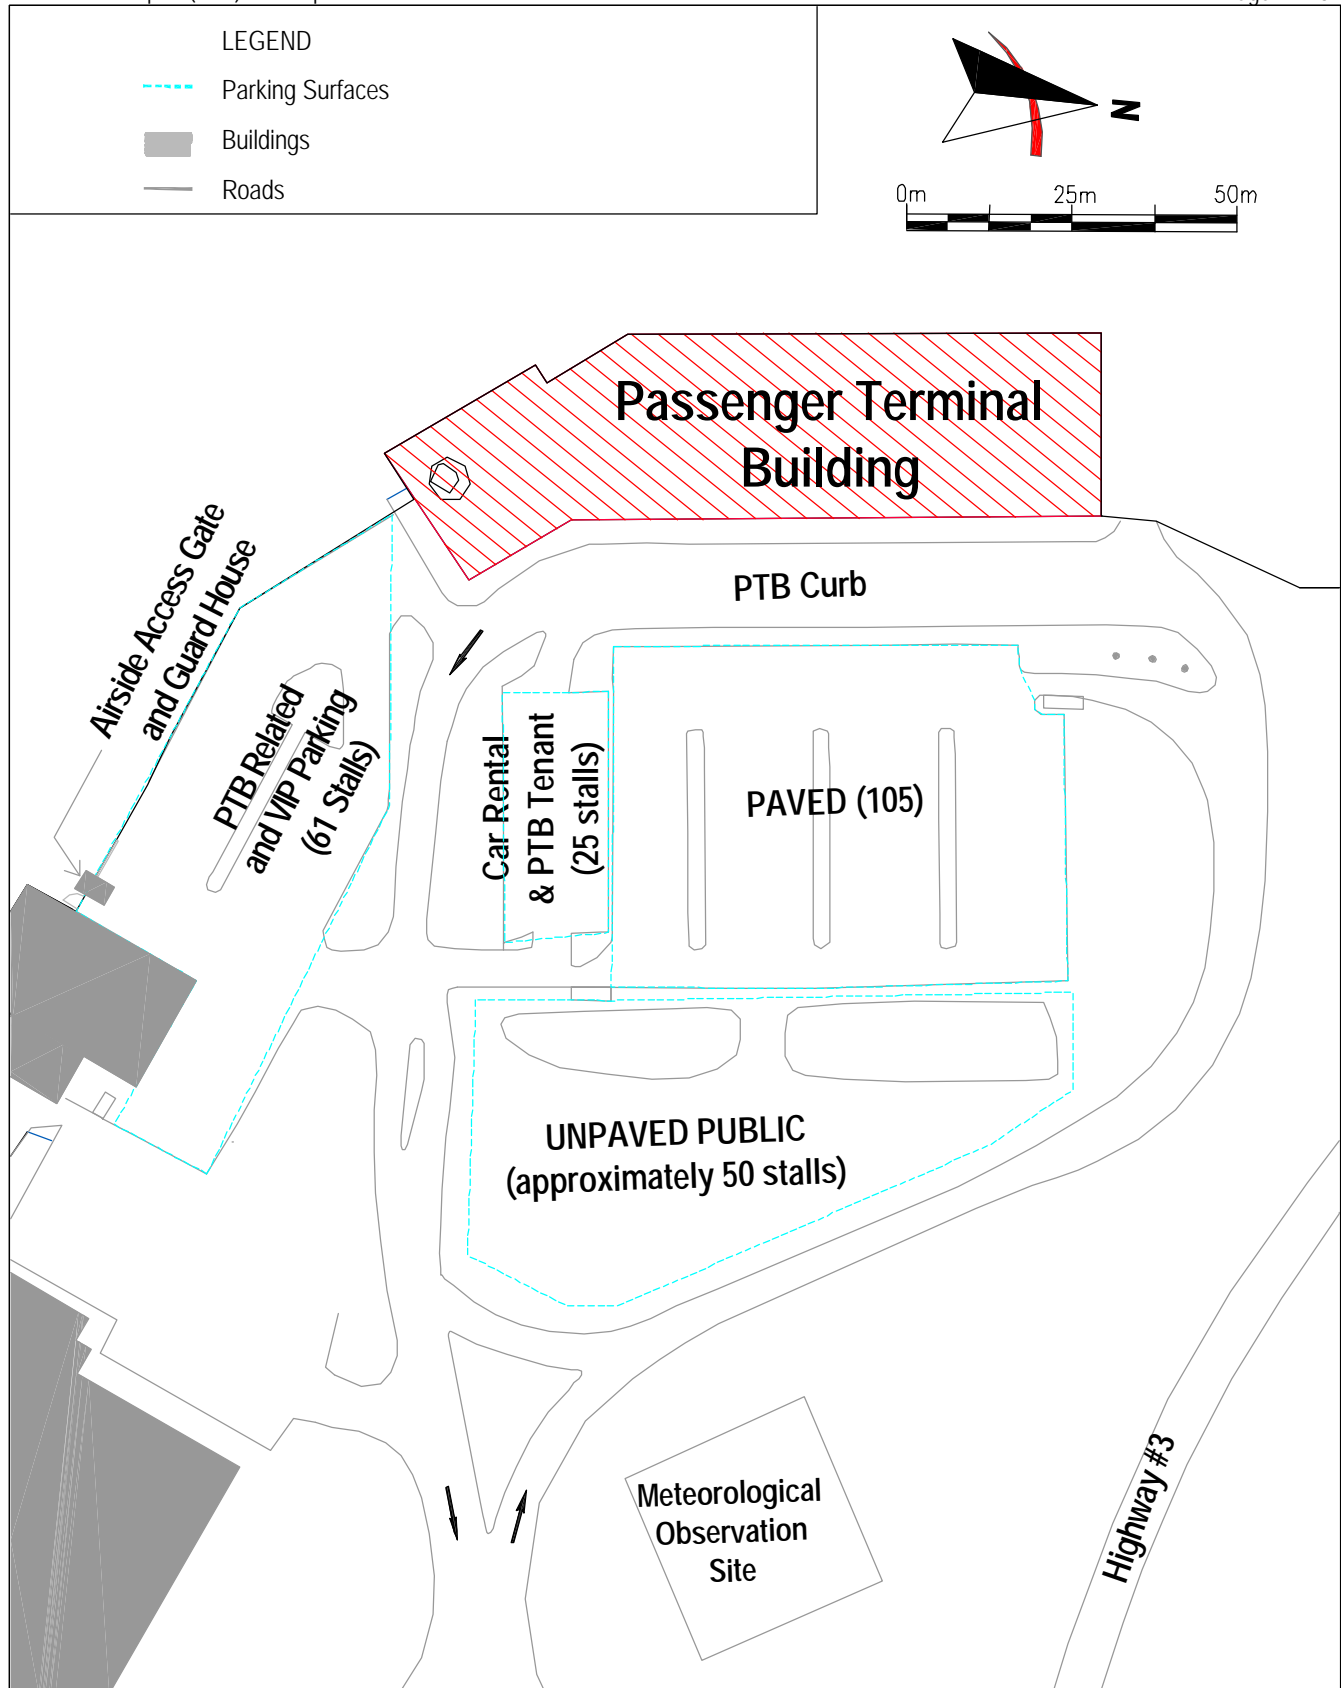 LEGEND
Parking Surfaces
Buildings
Roads
N
0m 25m 50m
Passenger Terminal
Building
PTB Curb
Airside Access Gate
and Guard House
PTB Related
and VIP Parking
(61 Stalls)
Car Rental
& PTB Tenant
(25 stalls)
PAVED (105)
UNPAVED PUBLIC
(approximately 50 stalls)
Meteorological
Observation
Site
Highway #3